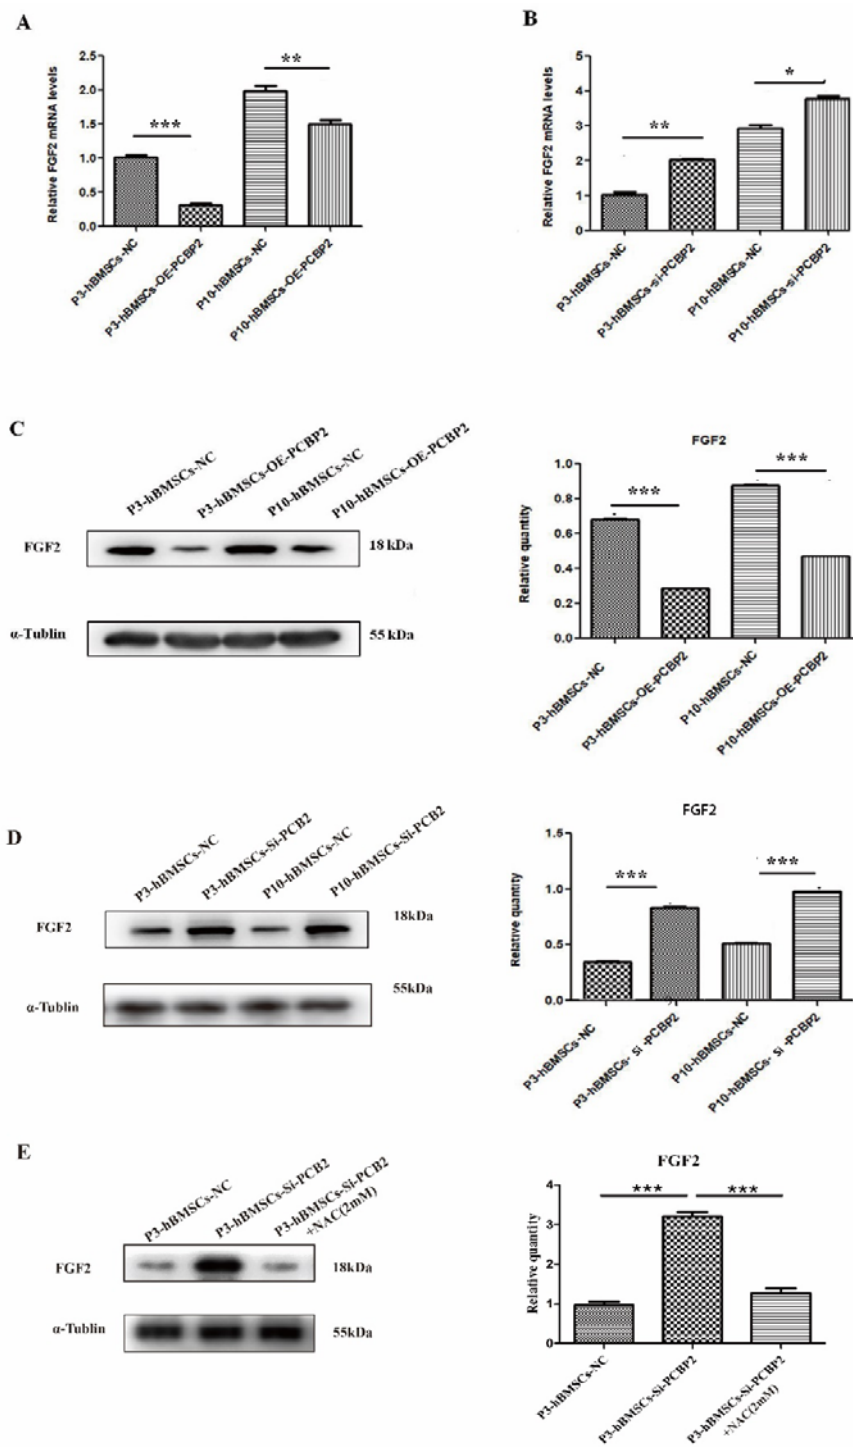 A
Relative FGF2 mRNA levels
2.5
2.0
1.5
1.0
0.5
0.0
***
**
P3-hBMSCs-NC
P3-hBMSCs-OE-PCBP2
P10-hBMSCs-NC
P10-hBMSCs-OE-PCBP2
B
Relative FGF2 mRNA levels
5
4
3
2
1
0
**
*
P3-hBMSCs-NC
P3-hBMSCs-si-PCBP2
P10-hBMSCs-NC
P10-hBMSCs-si-PCBP2
C
P3-hBMSCs-NC
P3-hBMSCs-OE-PCBP2
P10-hBMSCs-NC
P10-hBMSCs-OE-PCBP2
FGF2
18 kDa
α-Tublin
55 kDa
FGF2
Relative quantity
1.0
0.8
0.6
0.4
0.2
0.0
***
***
P3-hBMSCs-NC
P3-hBMSCs-OE-PCBP2
P10-hBMSCs-NC
P10-hBMSCs-OE-PCBP2
D
P3-hBMSCs-NC
P3-hBMSCs-Si-PCB2
P10-hBMSCs-NC
P10-hBMSCs-Si-PCB2
FGF2
18kDa
α-Tublin
55kDa
FGF2
Relative quantity
1.5
1.0
0.5
0.0
***
***
P3-hBMSCs-NC
P3-hBMSCs- Si -PCBP2
P10-hBMSCs-NC
P10-hBMSCs- Si -PCBP2
E
P3-hBMSCs-NC
P3-hBMSCs-Si-PCB2
P3-hBMSCs-Si-PCB2
+NAC(2mM)
FGF2
18kDa
α-Tublin
55kDa
FGF2
Relative quantity
4
3
2
1
0
***
***
P3-hBMSCs-NC
P3-hBMSCs-Si-PCBP2
P3-hBMSCs-Si-PCBP2
+NAC(2mM)